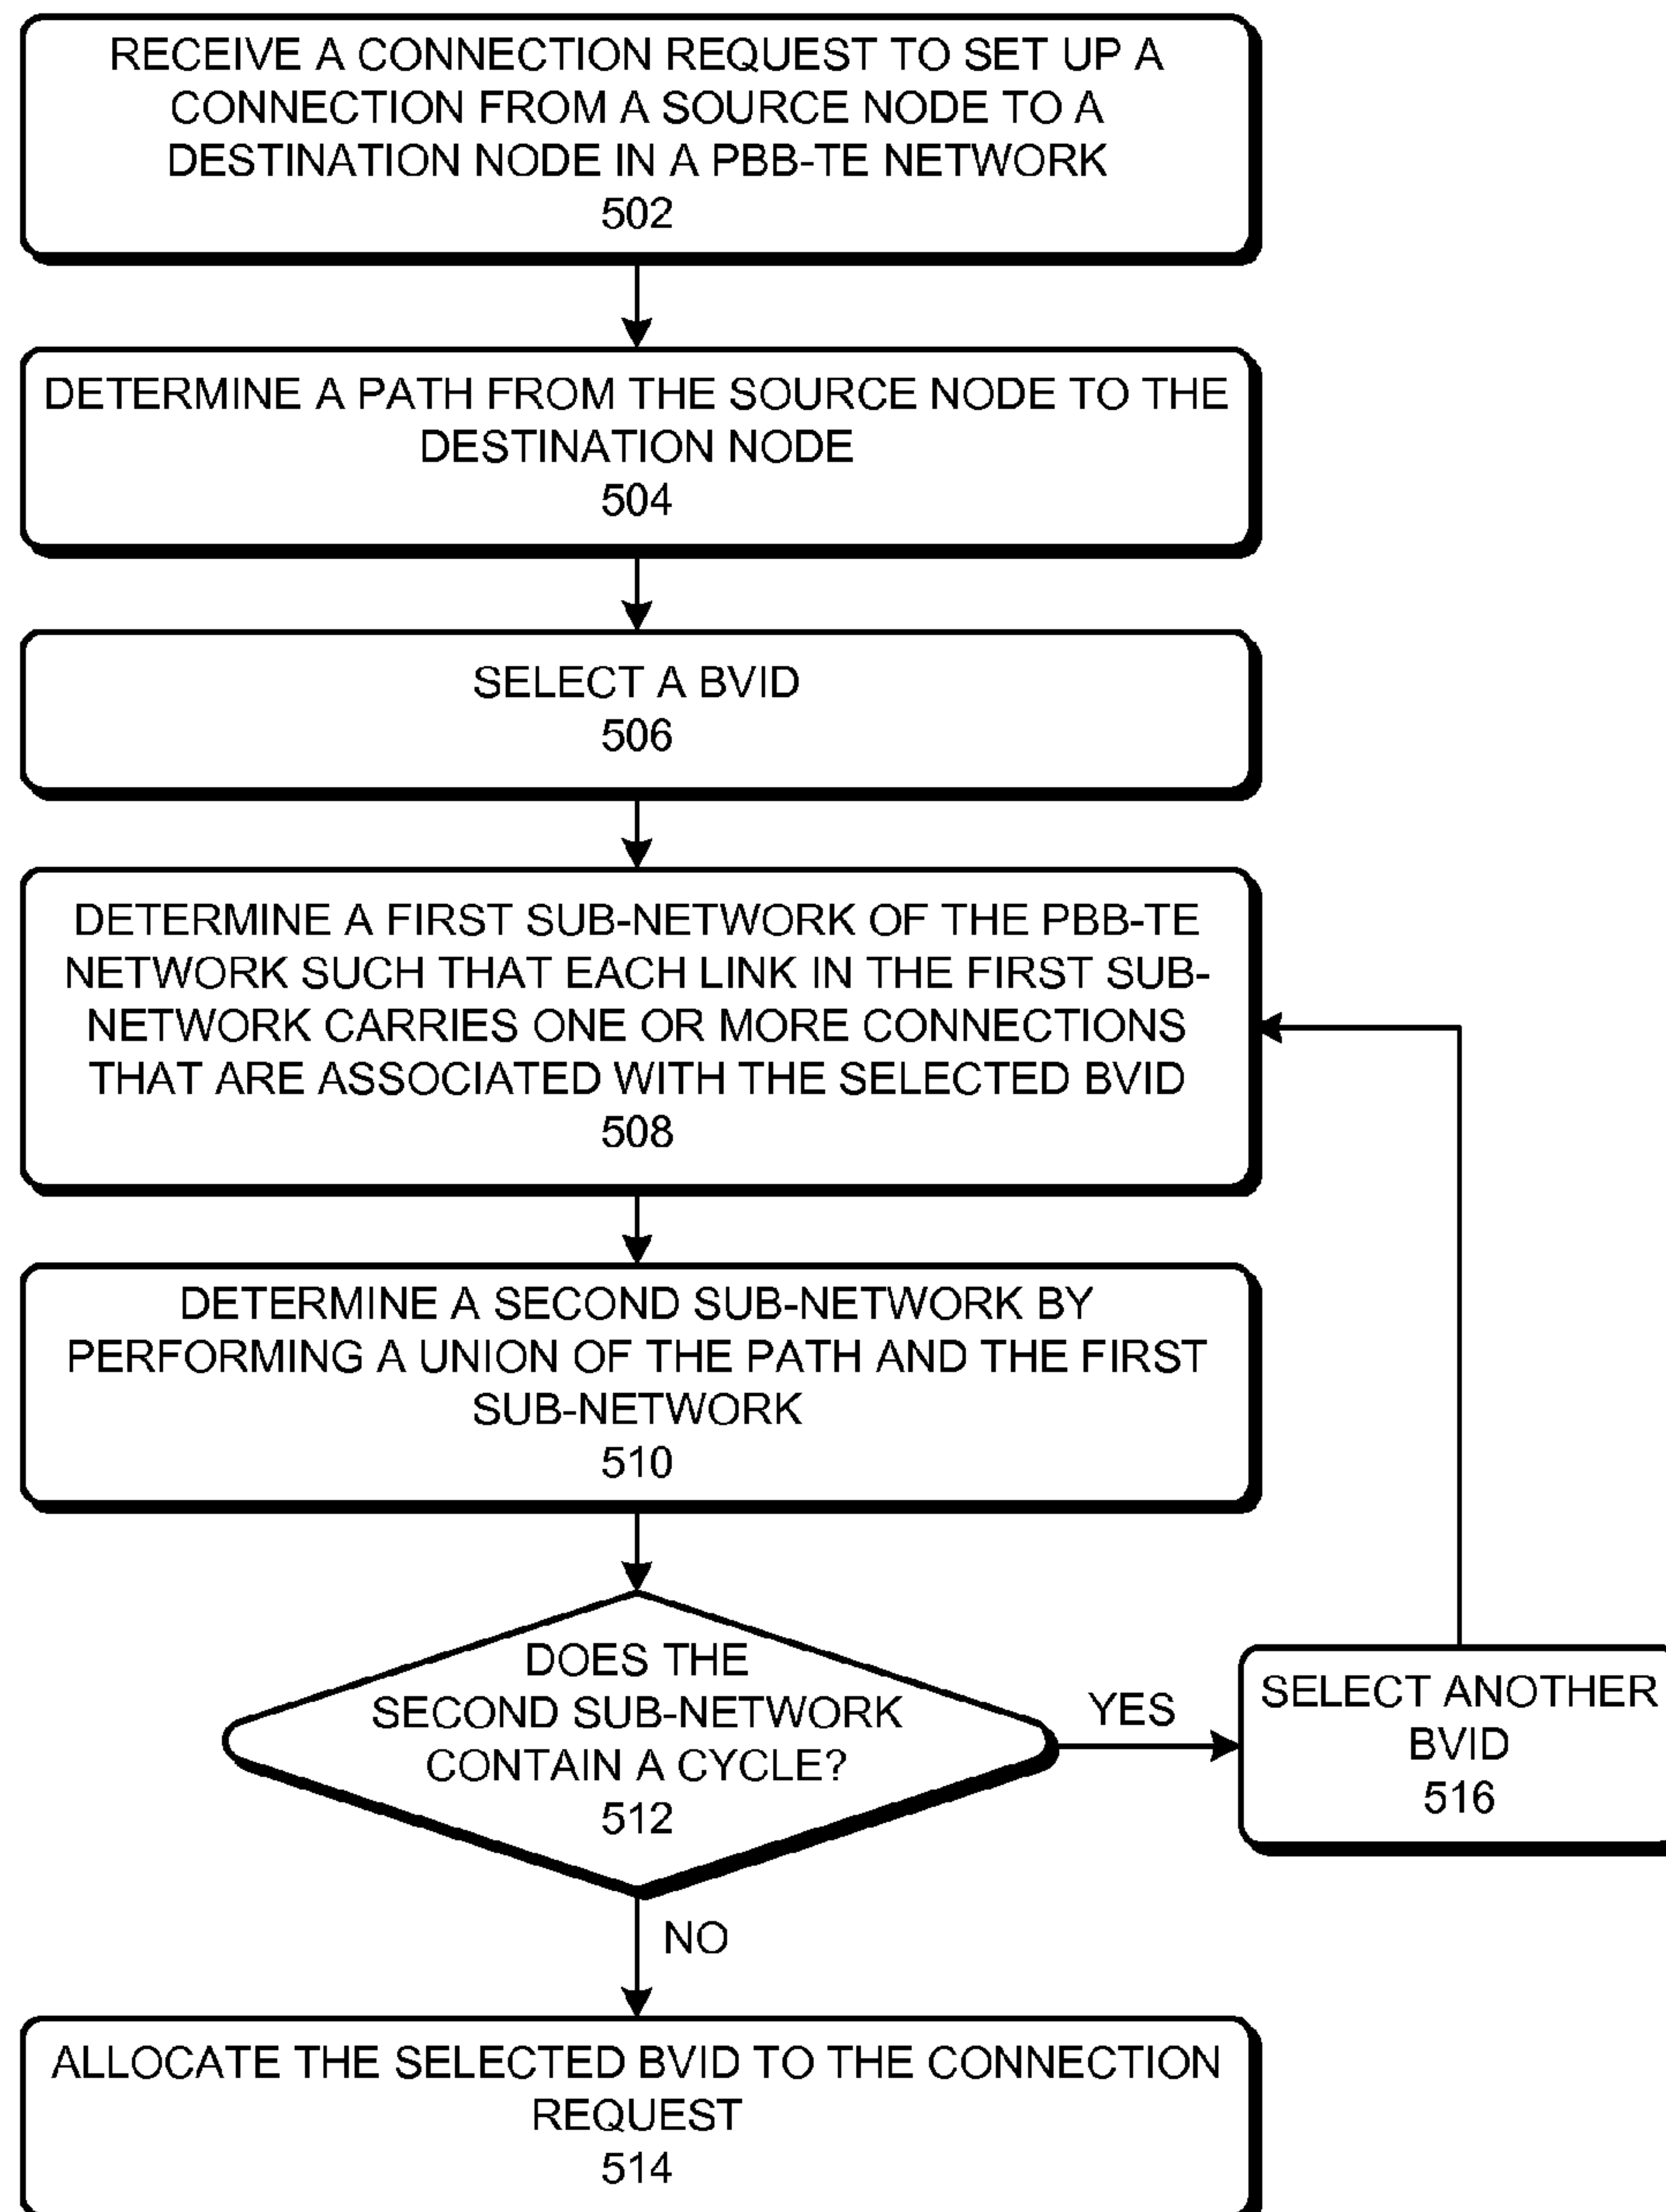 RECEIVE A CONNECTION REQUEST TO SET UP A
CONNECTION FROM A SOURCE NODE TO A
DESTINATION NODE IN A PBB-TE NETWORK
502
DETERMINE A PATH FROM THE SOURCE NODE TO THE
DESTINATION NODE
504
SELECT A BVID
506
DETERMINE A FIRST SUB-NETWORK OF THE PBB-TE
NETWORK SUCH THAT EACH LINK IN THE FIRST SUB-
NETWORK CARRIES ONE OR MORE CONNECTIONS
THAT ARE ASSOCIATED WITH THE SELECTED BVID
508
DETERMINE A SECOND SUB-NETWORK BY
PERFORMING A UNION OF THE PATH AND THE FIRST
SUB-NETWORK
510
DOES THE
SECOND SUB-NETWORK
CONTAIN A CYCLE?
512
YES
SELECT ANOTHER
BVID
516
NO
ALLOCATE THE SELECTED BVID TO THE CONNECTION
REQUEST
514